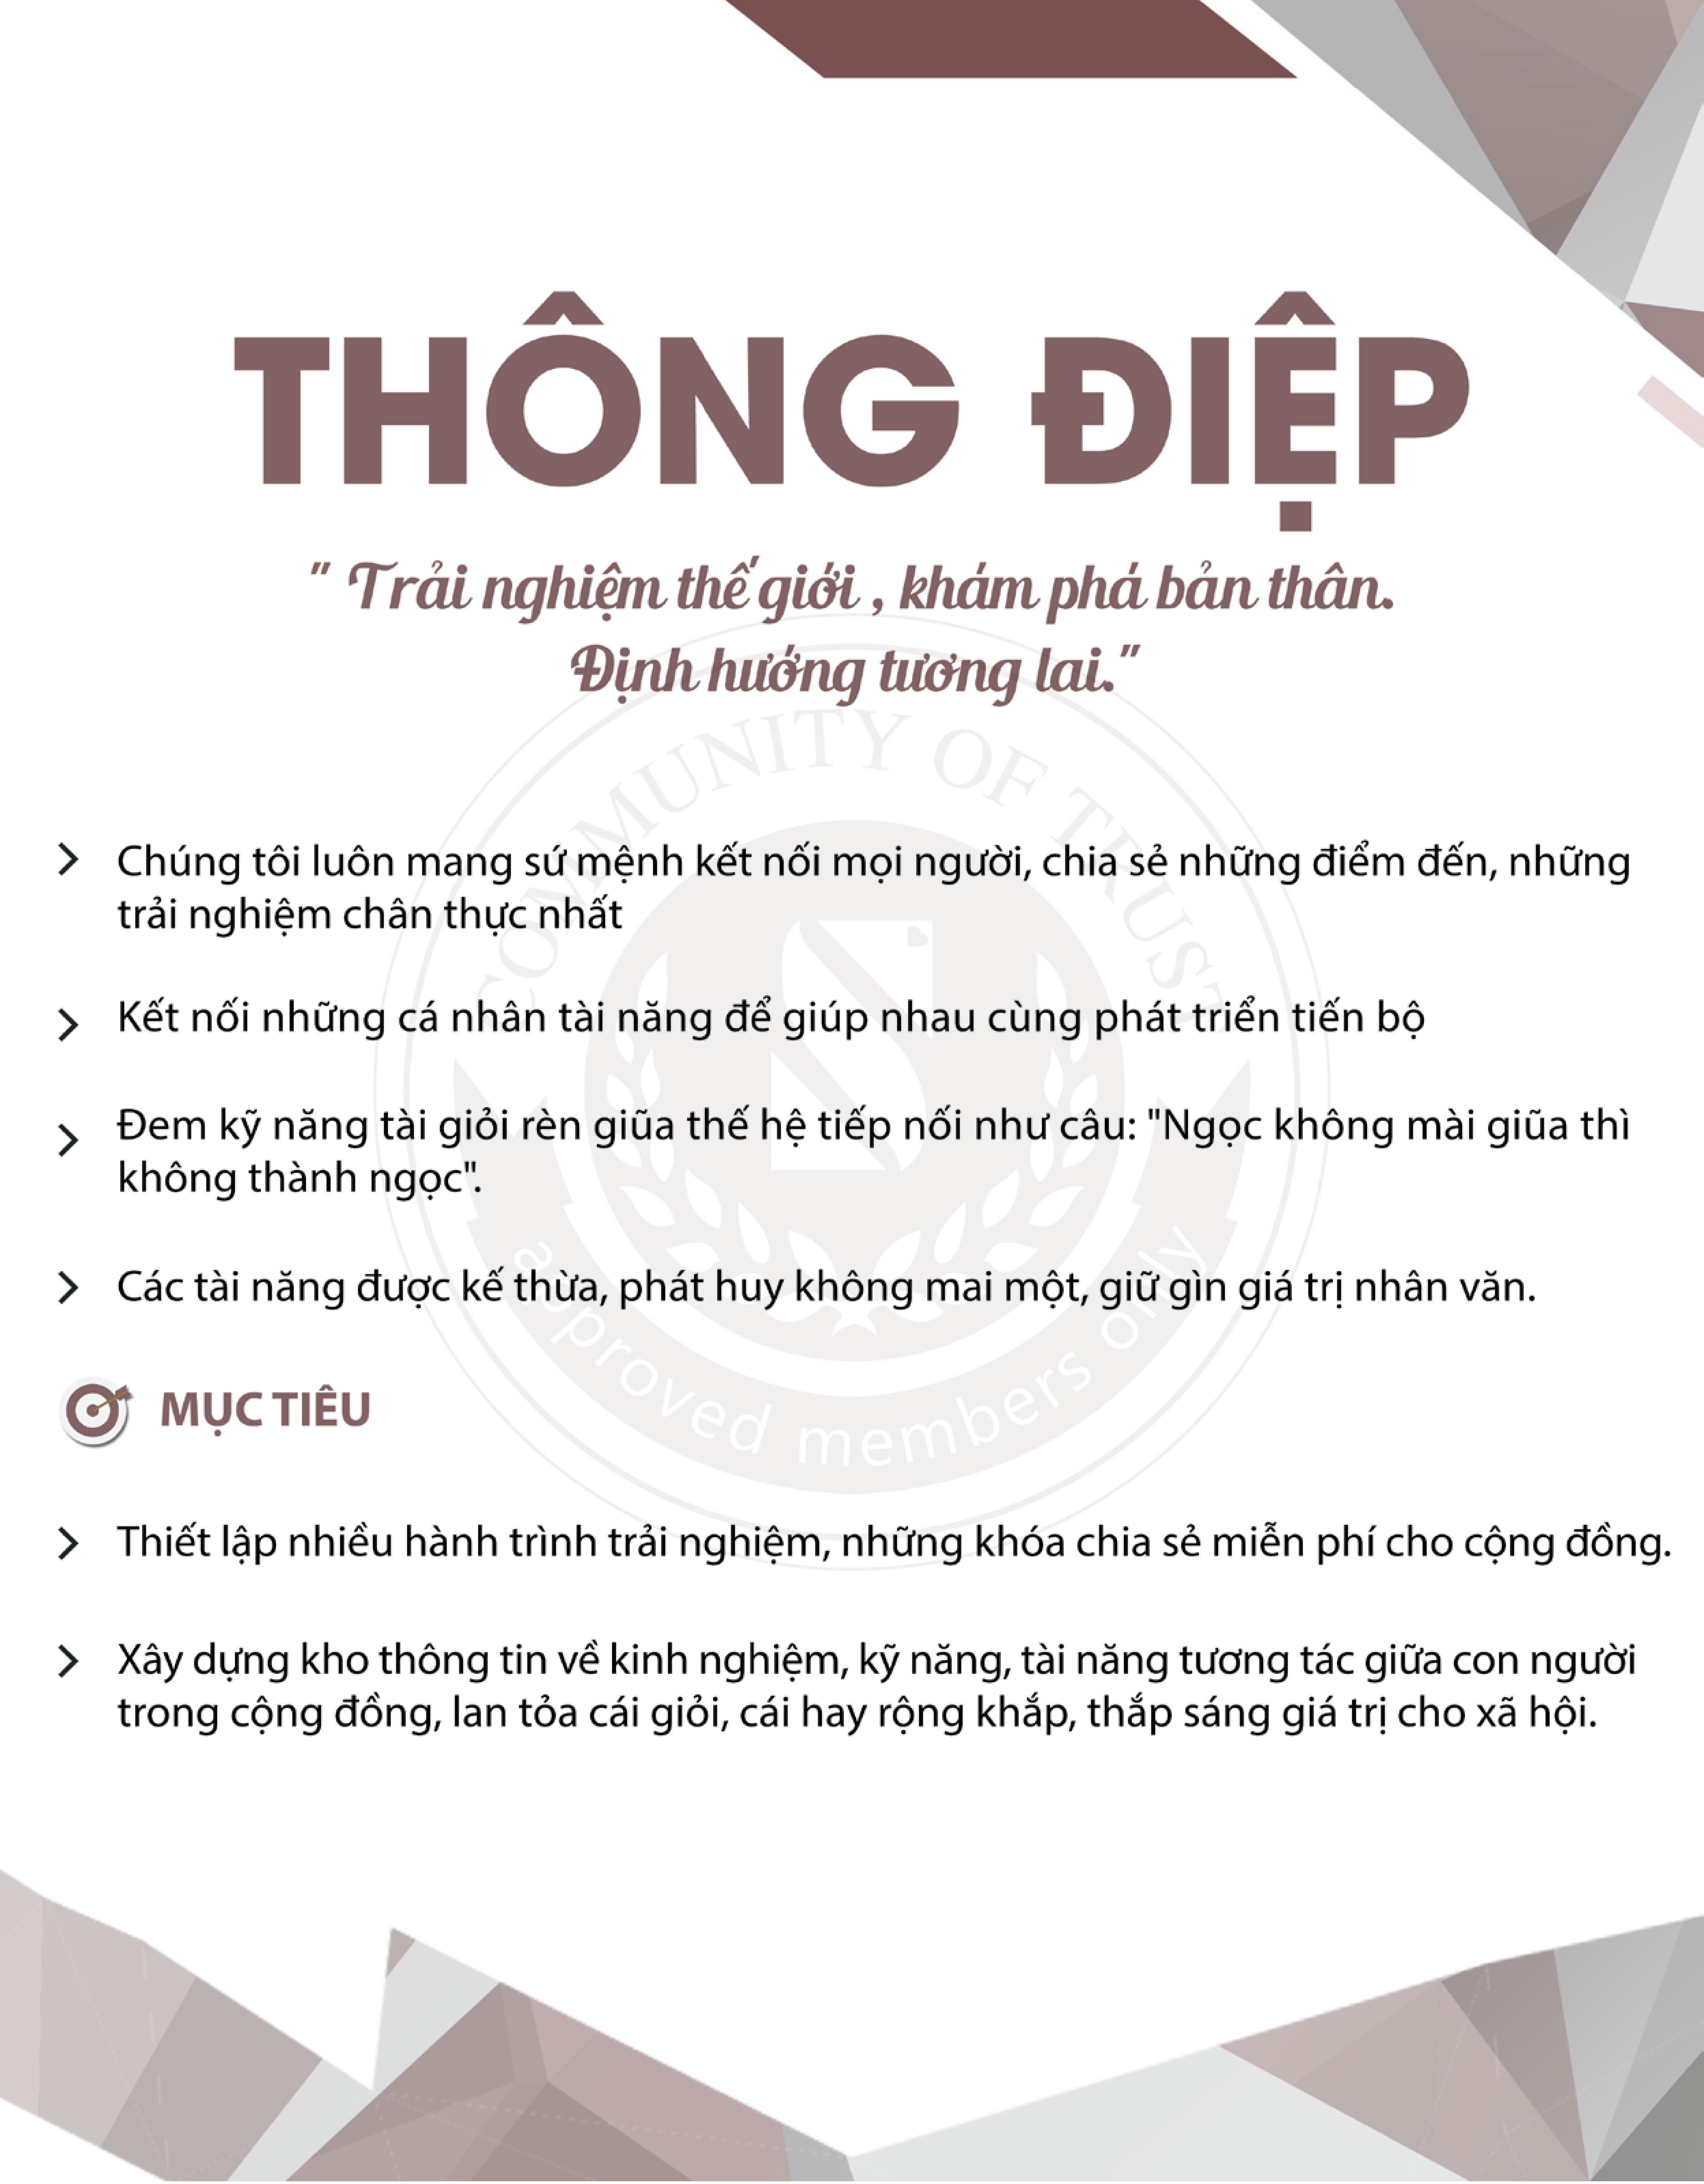 THÔNG ĐIỆP
" Trải nghiệm thế giới , khám phá bản thân.
Định hướng tương lai."
COMMUNITY OF TRUST
Chúng tôi luôn mang sứ mệnh kết nối mọi người, chia sẻ những điểm đến, những
trải nghiệm chân thực nhất
Kết nối những cá nhân tài năng để giúp nhau cùng phát triển tiến bộ
Đem kỹ năng tài giỏi rèn giũa thế hệ tiếp nối như câu: "Ngọc không mài giũa thì
không thành ngọc".
Các tài năng được kế thừa, phát huy không mai một, giữ gìn giá trị nhân văn.
approved members only
MỤC TIÊU
Thiết lập nhiều hành trình trải nghiệm, những khóa chia sẻ miễn phí cho cộng đồng.
Xây dựng kho thông tin về kinh nghiệm, kỹ năng, tài năng tương tác giữa con người
trong cộng đồng, lan tỏa cái giỏi, cái hay rộng khắp, thắp sáng giá trị cho xã hội.